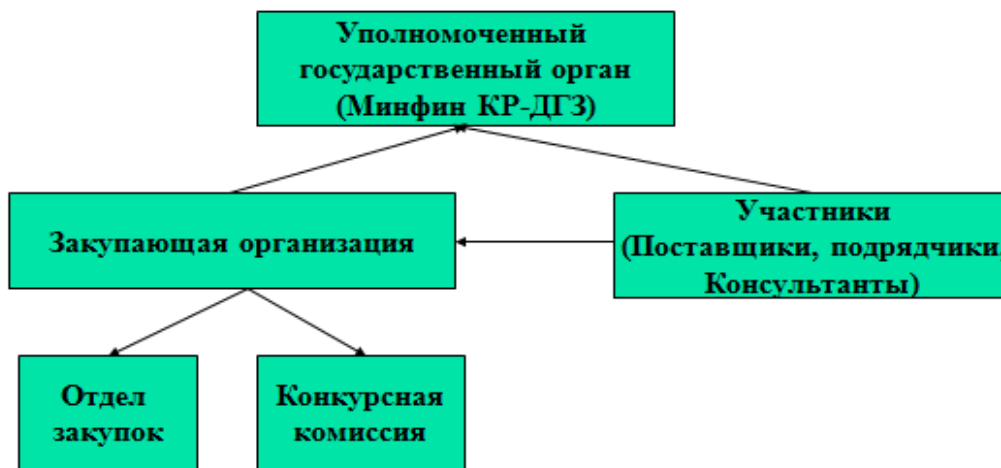 Уполномоченный
государственный орган
(Минфин КР-ДГЗ)
Закупающая организация
Участники
(Поставщики, подрядчики,
Консультанты)
Отдел
закупок
Конкурсная
комиссия